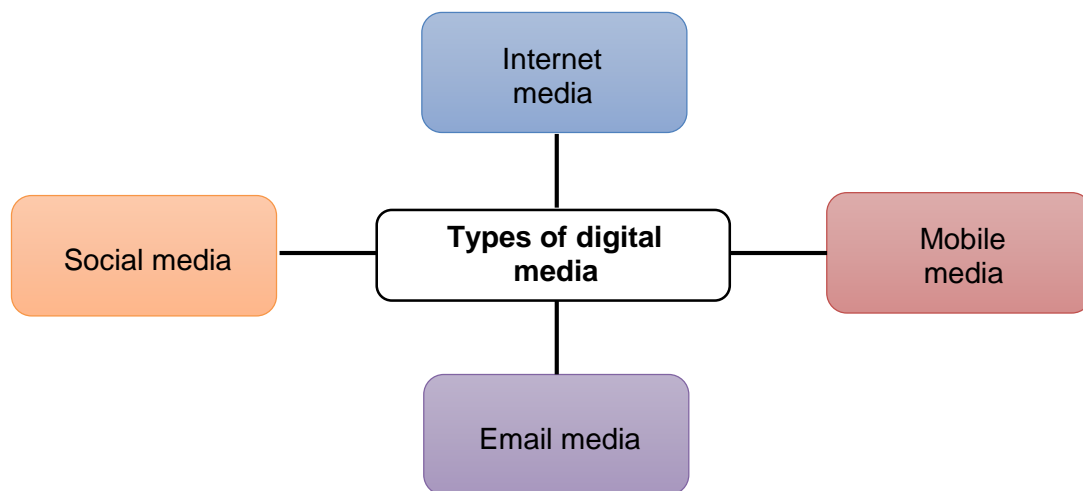 Internet
media
Social media
Types of digital
media
Mobile
media
Email media